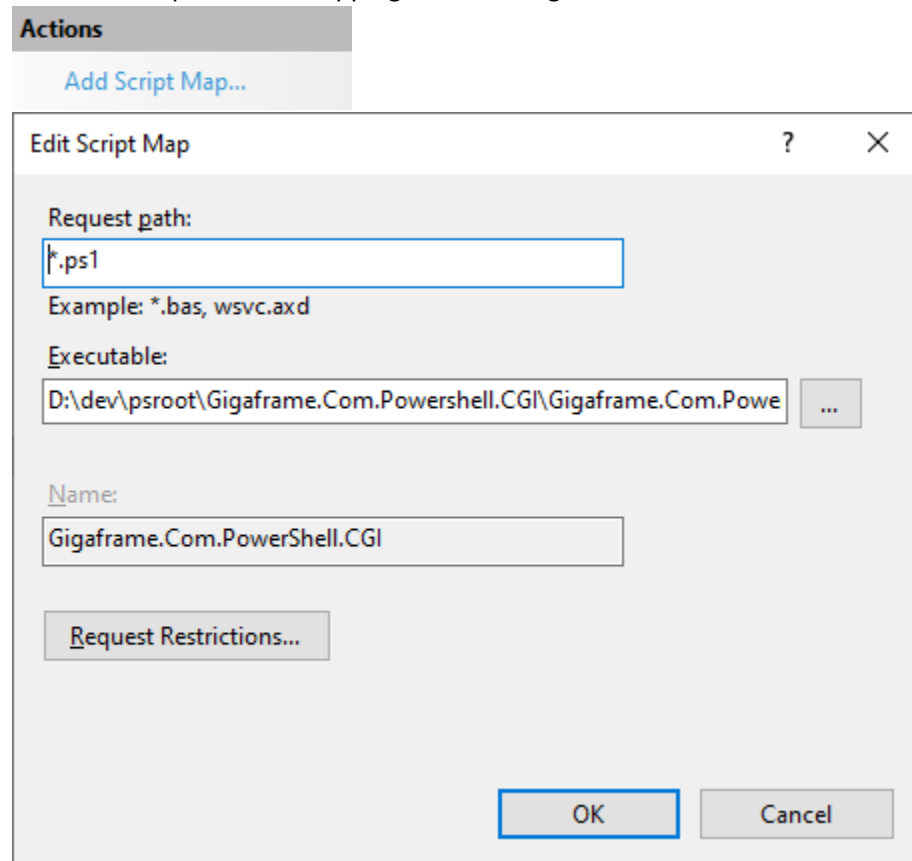 Actions
Add Script Map...
Edit Script Map ? ×
Request path:
*.ps1
Example: *.bas, wsvc.axd
Executable:
D:\dev\psroot\Gigaframe.Com.Powershell.CGI\Gigaframe.Com.Powe ...
Name:
Gigaframe.Com.PowerShell.CGI
Request Restrictions...
OK Cancel